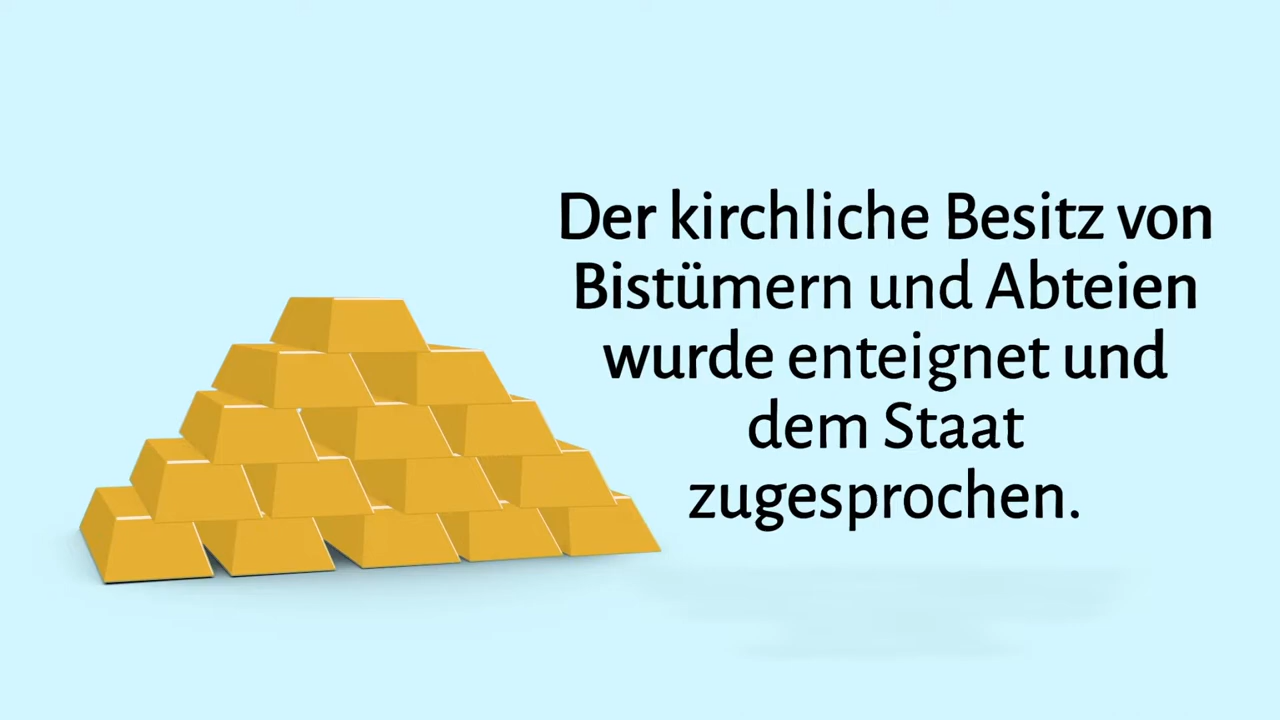 Der kirchliche Besitz von
Bistümern und Abteien
wurde enteignet und
dem Staat
zugesprochen.